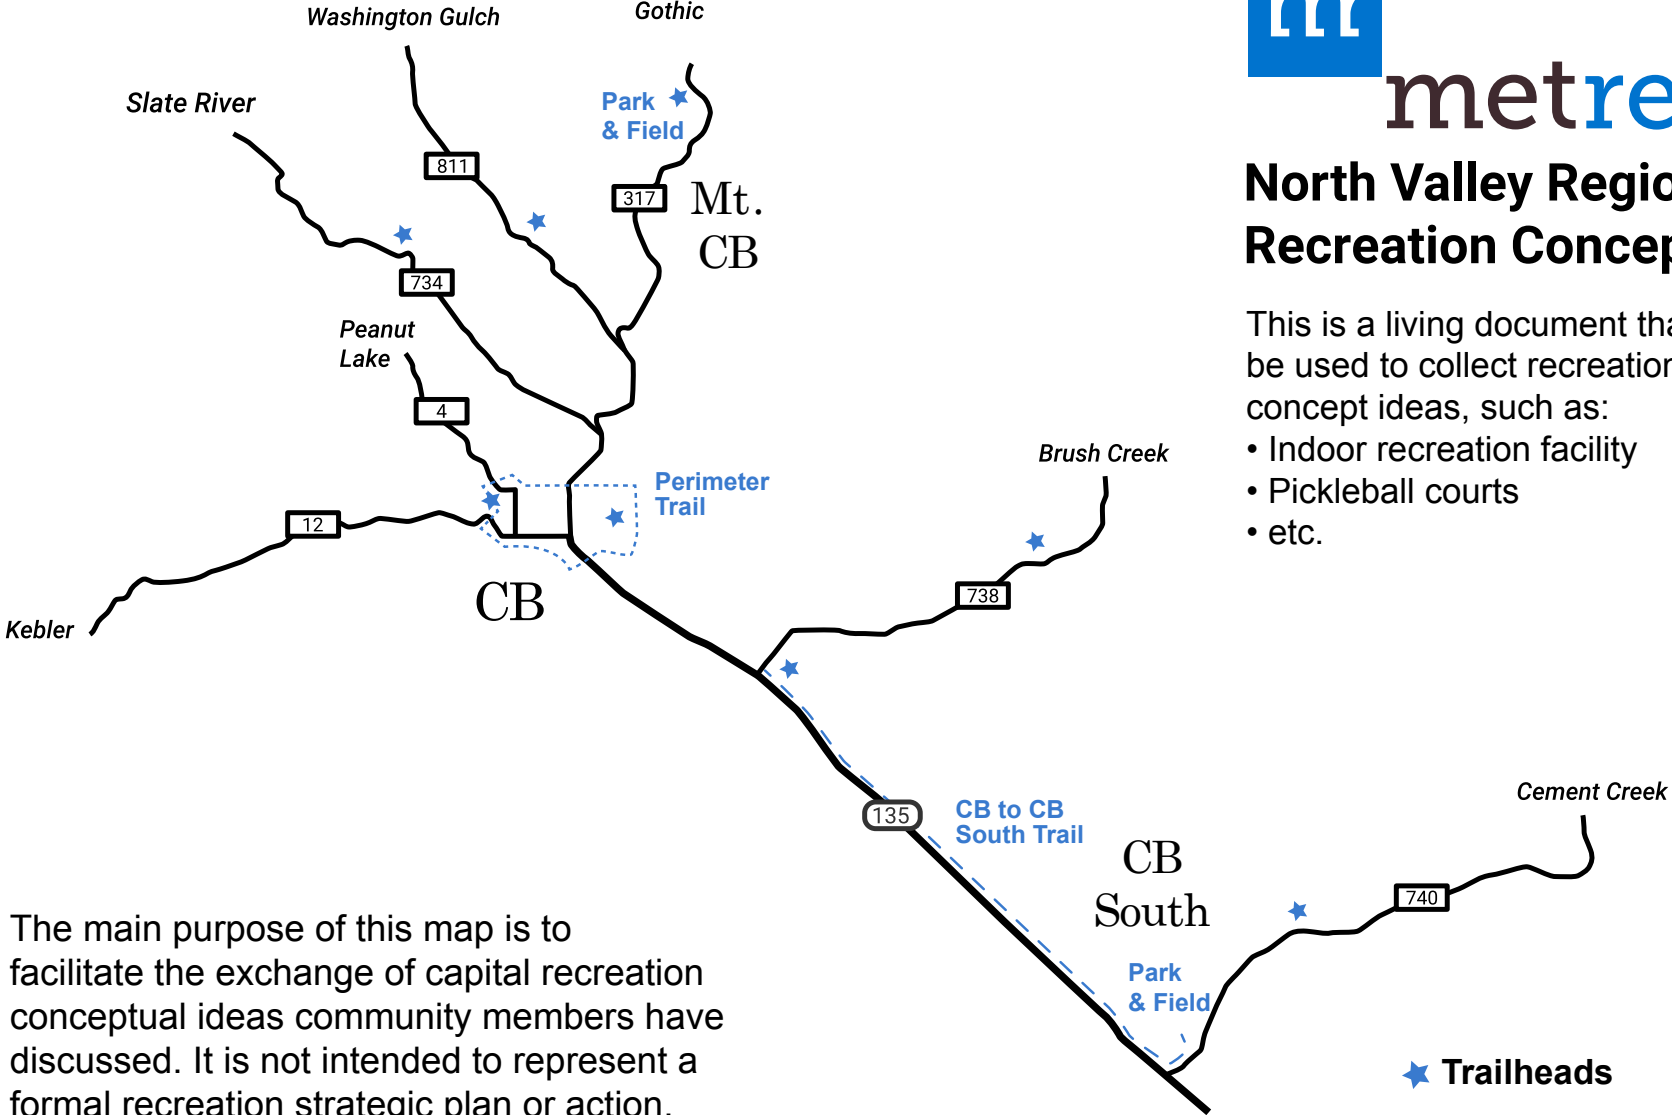 Washington Gulch
Gothic
Slate River
Park
& Field
811
317
Mt.
CB
734
Peanut
Lake
4
12
Perimeter
Trail
Kebler
CB
Brush Creek
738
135
CB to CB
South Trail
CB
South
Park
& Field
Cement Creek
740
Trailheads
metre
North Valley Regio
Recreation Concep
This is a living document tha
be used to collect recreation
concept ideas, such as:
• Indoor recreation facility
• Pickleball courts
• etc.
The main purpose of this map is to
facilitate the exchange of capital recreation
conceptual ideas community members have
discussed. It is not intended to represent a
formal recreation strategic plan or action.